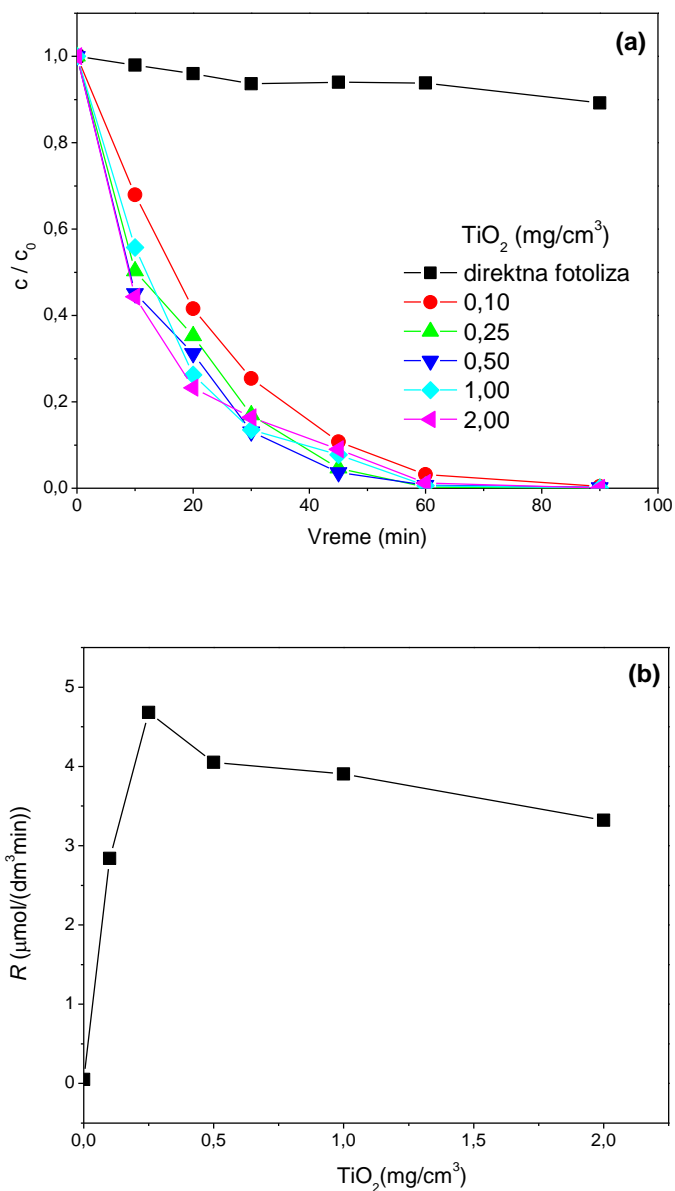 (a)
1,0
0,8
0,6
0,4
0,2
0,0
c / c₀
TiO₂ (mg/cm³)
direktna fotoliza
0,10
0,25
0,50
1,00
2,00
0 20 40 60 80 100
Vreme (min)
(b)
5
4
3
2
1
0
R (μmol/(dm³min))
0,0 0,5 1,0 1,5 2,0
TiO₂(mg/cm³)